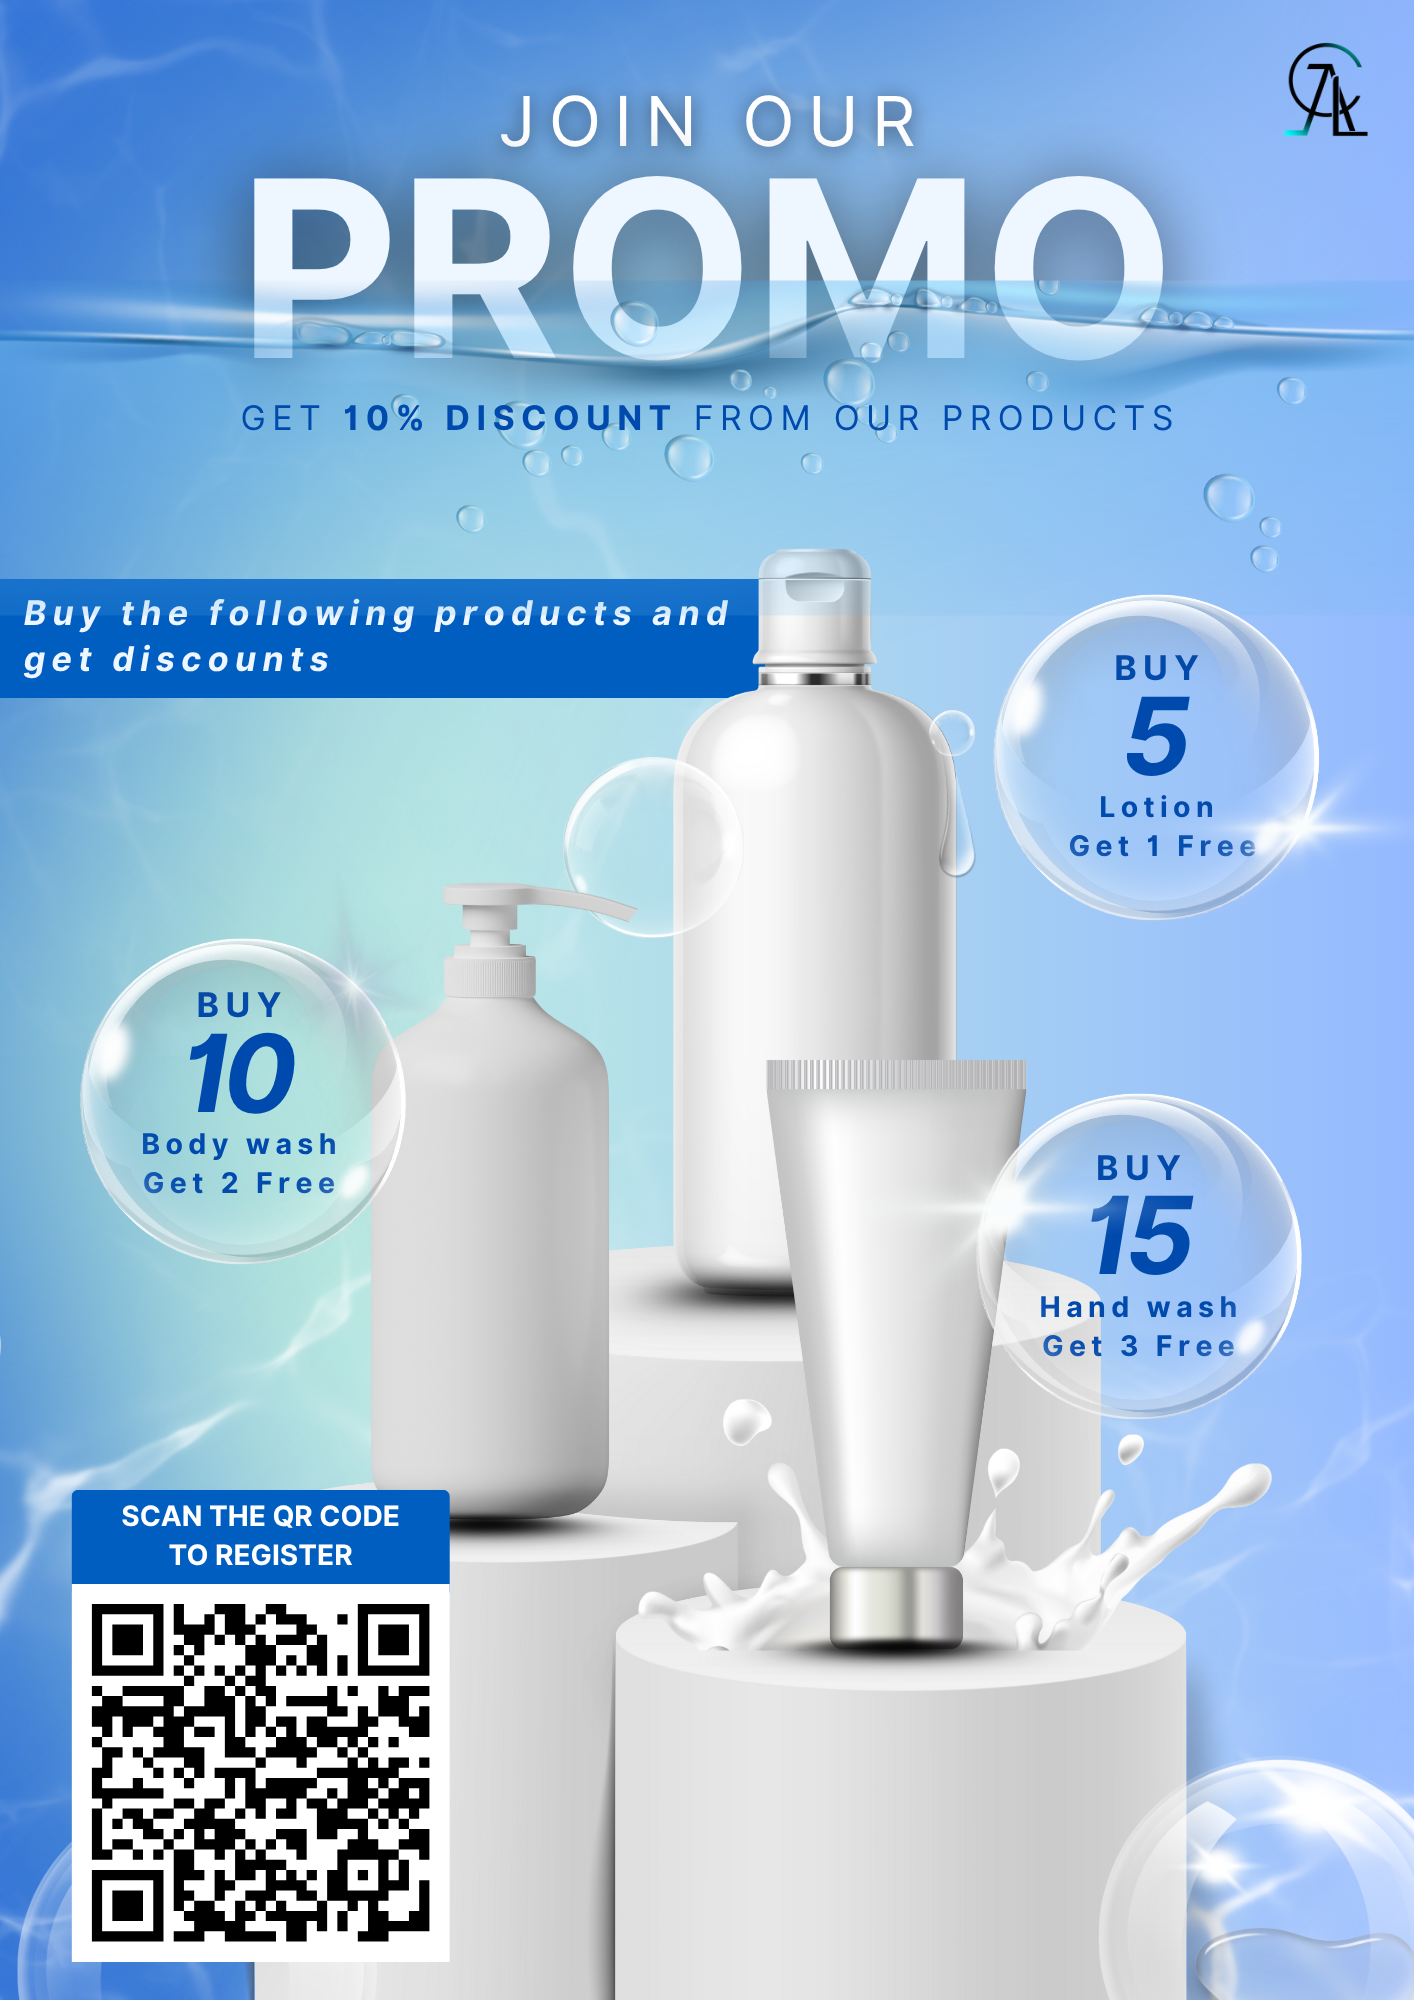 JOIN OUR
PROMO
GET 10% DISCOUNT FROM OUR PRODUCTS
Buy the following products and
get discounts
BUY
5
Lotion
Get 1 Free
BUY
10
Body wash
Get 2 Free
BUY
15
Hand wash
Get 3 Free
SCAN THE QR CODE
TO REGISTER